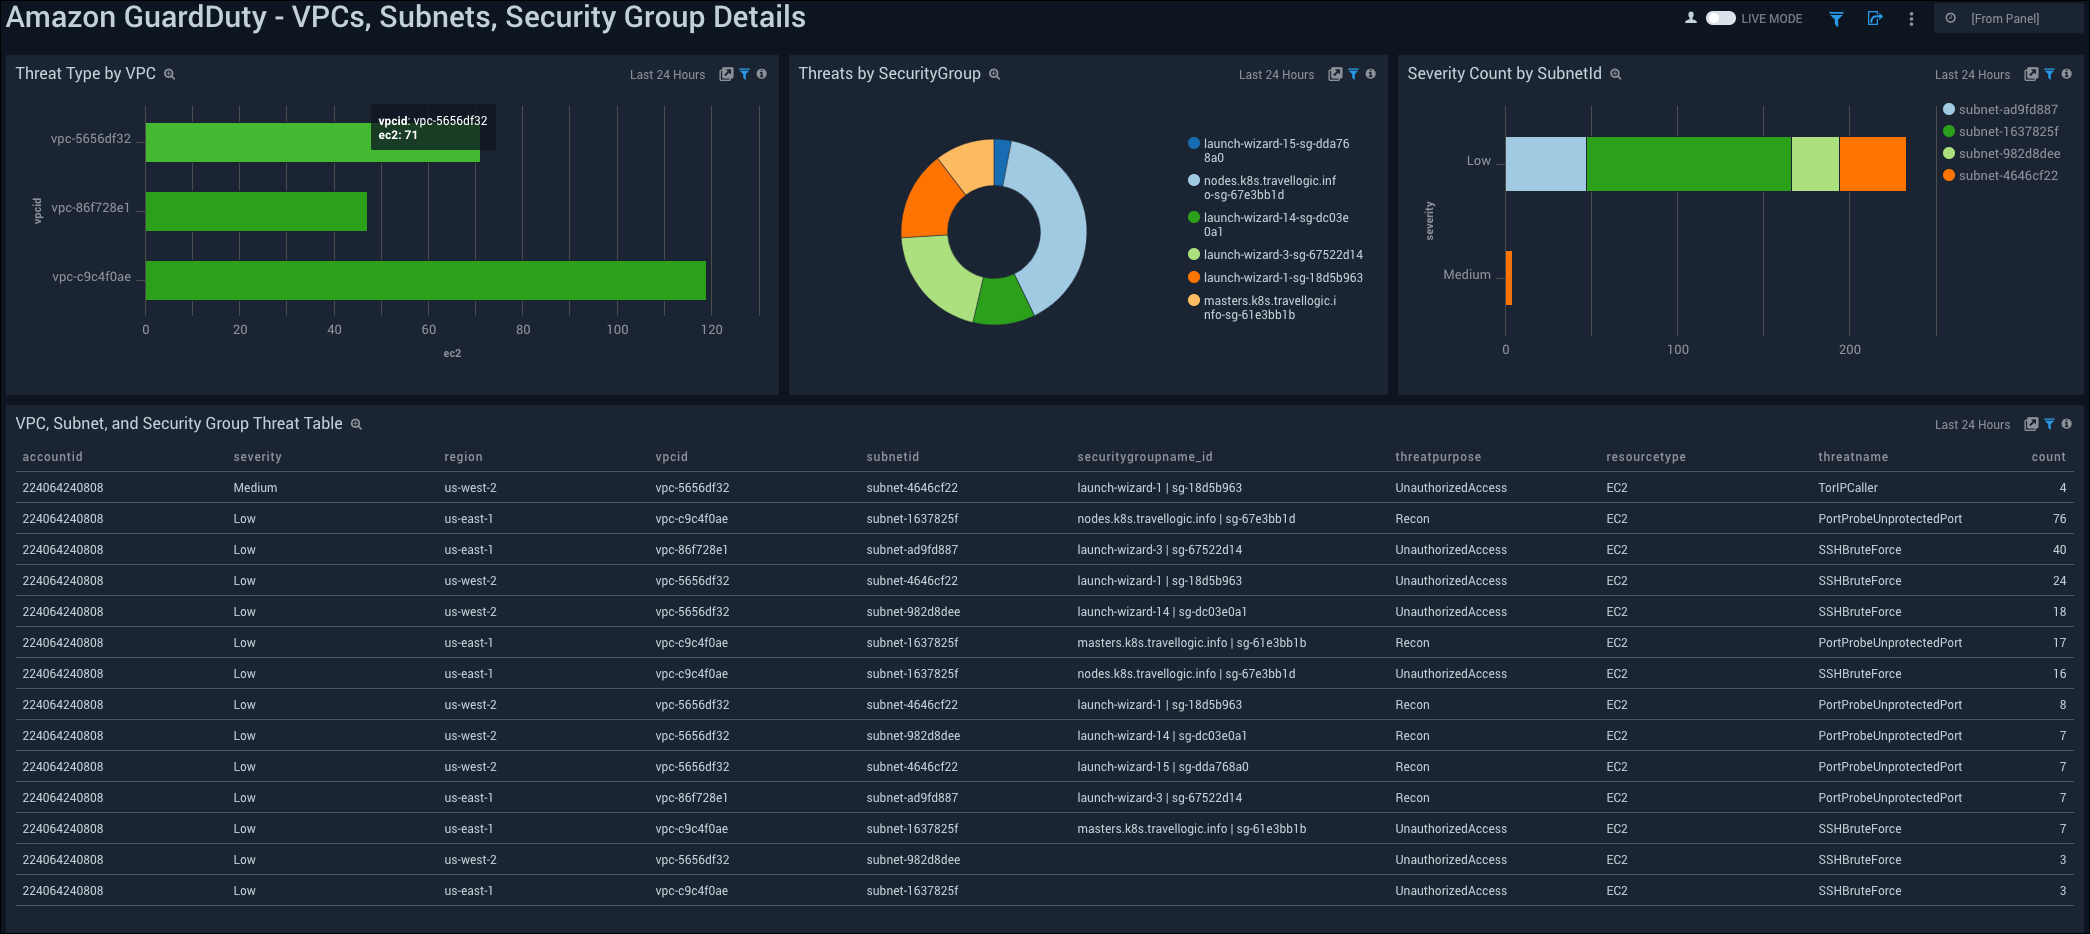 Amazon GuardDuty - VPCs, Subnets, Security Group Details
LIVE MODE
[From Panel]
Threat Type by VPC
Last 24 Hours
vpcid: vpc-5656df32
ec2: 71
vpc-5656df32
vpc-86f728e1
vpc-c9c4f0ae
vpcid
0 20 40 60 80 100 120
ec2
Threats by SecurityGroup
Last 24 Hours
launch-wizard-15-sg-dda76
8a0
nodes.k8s.travellogic.inf
o-sg-67e3bb1d
launch-wizard-14-sg-dc03e
0a1
launch-wizard-3-sg-67522d14
launch-wizard-1-sg-18d5b963
masters.k8s.travellogic.i
nfo-sg-61e3bb1b
Severity Count by SubnetId
Last 24 Hours
subnet-ad9fd887
subnet-1637825f
subnet-982d8dee
subnet-4646cf22
Low
Medium
severity
0 100 200
VPC, Subnet, and Security Group Threat Table
Last 24 Hours
accountid severity region vpcid subnetid securitygroupname_id threatpurpose resourcetype threatname count
224064240808 Medium us-west-2 vpc-5656df32 subnet-4646cf22 launch-wizard-1 | sg-18d5b963 UnauthorizedAccess EC2 TorIPCaller 4
224064240808 Low us-east-1 vpc-c9c4f0ae subnet-1637825f nodes.k8s.travellogic.info | sg-67e3bb1d Recon EC2 PortProbeUnprotectedPort 76
224064240808 Low us-east-1 vpc-86f728e1 subnet-ad9fd887 launch-wizard-3 | sg-67522d14 UnauthorizedAccess EC2 SSHBruteForce 40
224064240808 Low us-west-2 vpc-5656df32 subnet-4646cf22 launch-wizard-1 | sg-18d5b963 UnauthorizedAccess EC2 SSHBruteForce 24
224064240808 Low us-west-2 vpc-5656df32 subnet-982d8dee launch-wizard-14 | sg-dc03e0a1 UnauthorizedAccess EC2 SSHBruteForce 18
224064240808 Low us-east-1 vpc-c9c4f0ae subnet-1637825f masters.k8s.travellogic.info | sg-61e3bb1b Recon EC2 PortProbeUnprotectedPort 17
224064240808 Low us-east-1 vpc-c9c4f0ae subnet-1637825f nodes.k8s.travellogic.info | sg-67e3bb1d UnauthorizedAccess EC2 SSHBruteForce 16
224064240808 Low us-west-2 vpc-5656df32 subnet-4646cf22 launch-wizard-1 | sg-18d5b963 Recon EC2 PortProbeUnprotectedPort 8
224064240808 Low us-west-2 vpc-5656df32 subnet-982d8dee launch-wizard-14 | sg-dc03e0a1 Recon EC2 PortProbeUnprotectedPort 7
224064240808 Low us-west-2 vpc-5656df32 subnet-4646cf22 launch-wizard-15 | sg-dda768a0 Recon EC2 PortProbeUnprotectedPort 7
224064240808 Low us-east-1 vpc-86f728e1 subnet-ad9fd887 launch-wizard-3 | sg-67522d14 Recon EC2 PortProbeUnprotectedPort 7
224064240808 Low us-east-1 vpc-c9c4f0ae subnet-1637825f masters.k8s.travellogic.info | sg-61e3bb1b UnauthorizedAccess EC2 SSHBruteForce 7
224064240808 Low us-west-2 vpc-5656df32 subnet-982d8dee UnauthorizedAccess EC2 SSHBruteForce 3
224064240808 Low us-east-1 vpc-c9c4f0ae subnet-1637825f UnauthorizedAccess EC2 SSHBruteForce 3